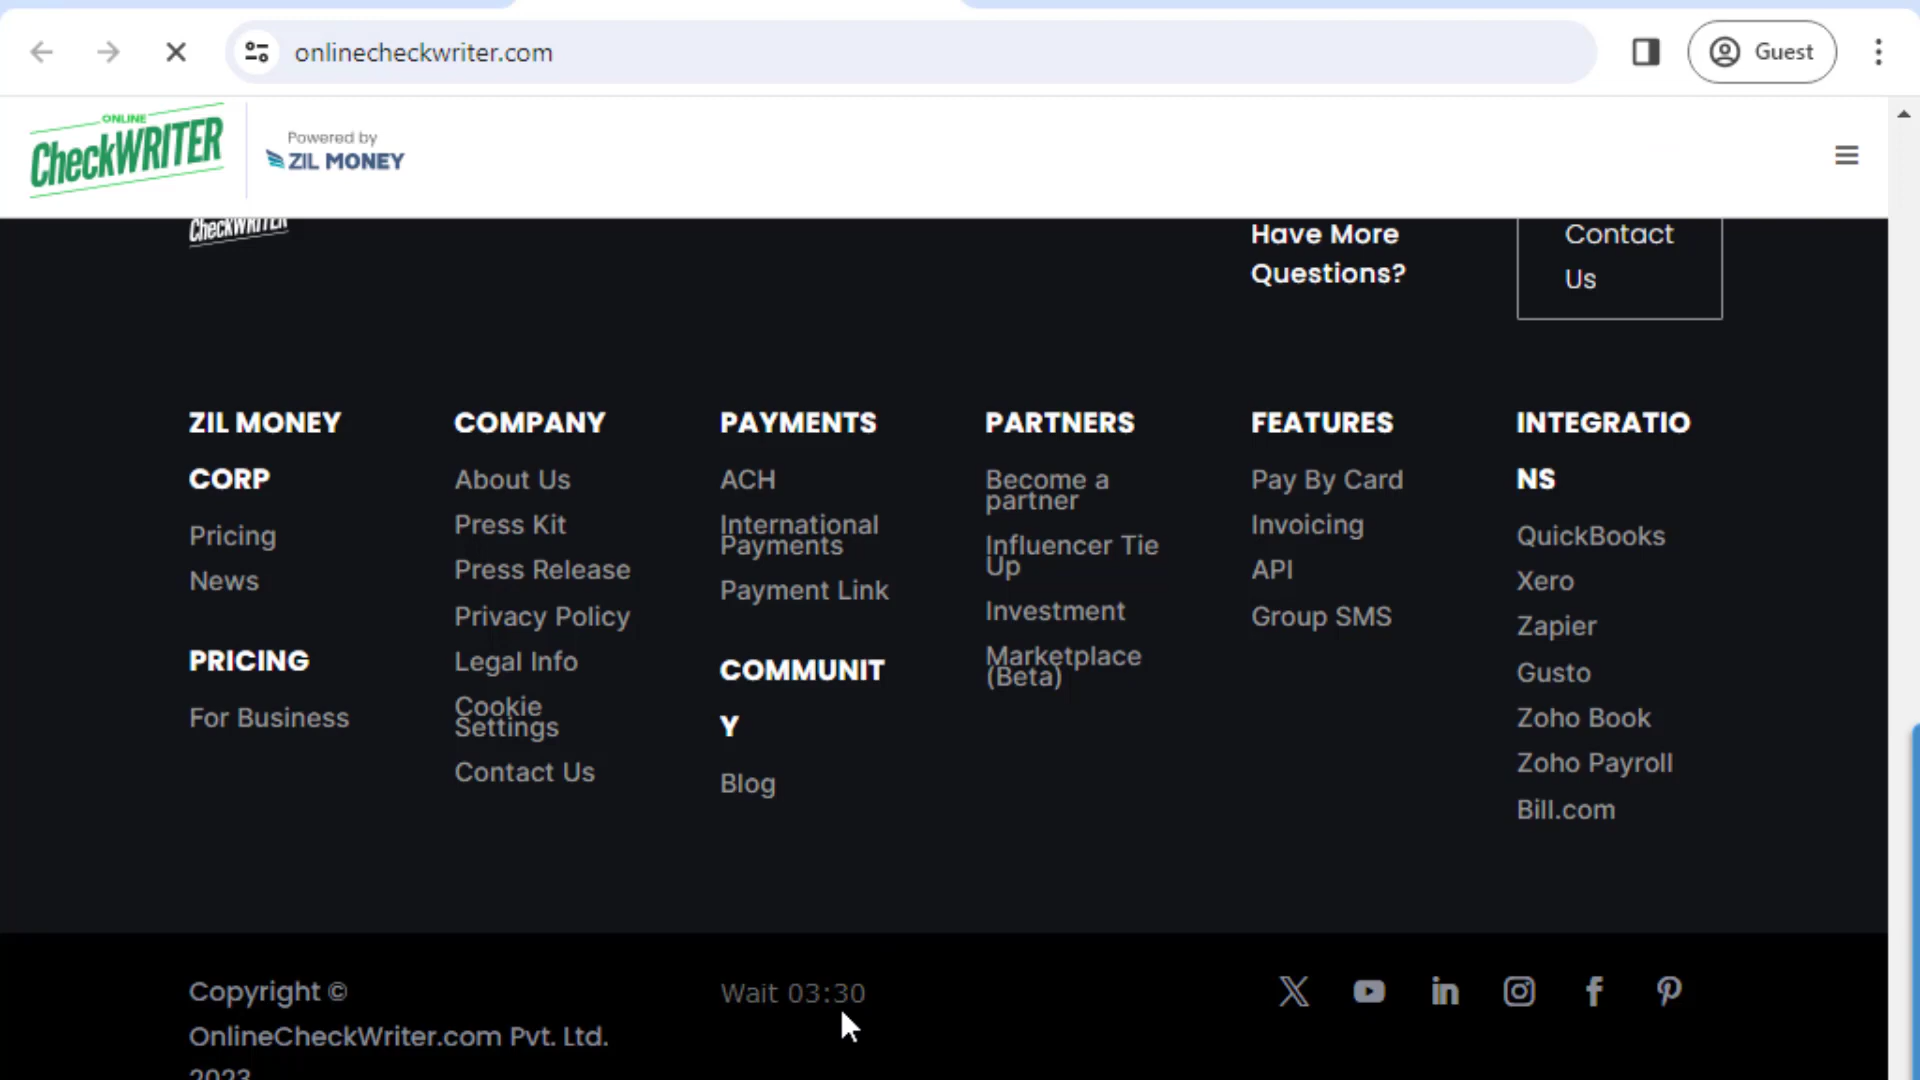 onlinecheckwriter.com
Guest
ONLINE
CheckWRITER
Powered by
ZIL MONEY
CheckWRITER
Have More
Questions?
Contact
Us
ZIL MONEY
CORP
Pricing
News
PRICING
For Business
COMPANY
About Us
Press Kit
Press Release
Privacy Policy
Legal Info
Cookie
Settings
Contact Us
PAYMENTS
ACH
International
Payments
Payment Link
COMMUNIT
Y
Blog
PARTNERS
Become a
partner
Influencer Tie
Up
Investment
Marketplace
(Beta)
FEATURES
Pay By Card
Invoicing
API
Group SMS
INTEGRATIO
NS
QuickBooks
Xero
Zapier
Gusto
Zoho Book
Zoho Payroll
Bill.com
Copyright ©
OnlineCheckWriter.com Pvt. Ltd.
2023
Wait 03:30